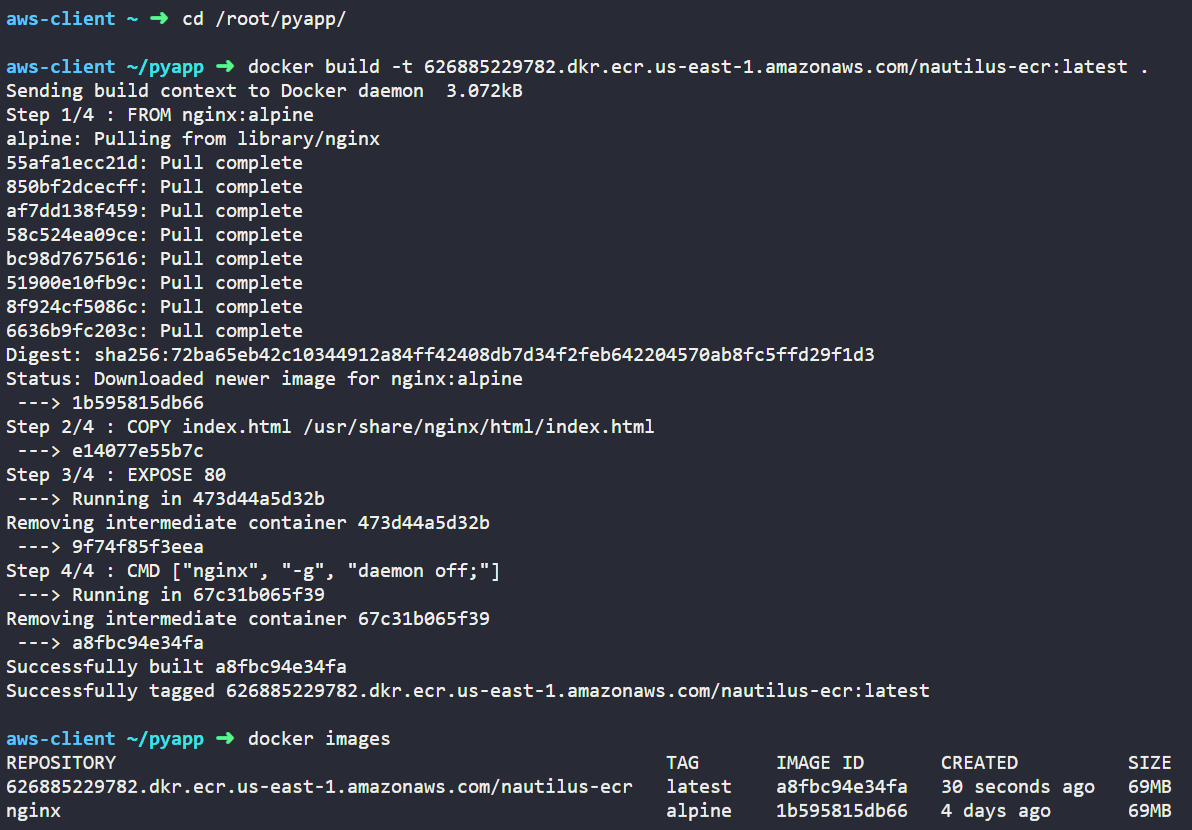 aws-client ~ ➜ cd /root/pyapp/
aws-client ~/pyapp ➜ docker build -t 626885229782.dkr.ecr.us-east-1.amazonaws.com/nautilus-ecr:latest .
Sending build context to Docker daemon  3.072kB
Step 1/4 : FROM nginx:alpine
alpine: Pulling from library/nginx
55afa1ecc21d: Pull complete
850bf2dcecff: Pull complete
af7dd138f459: Pull complete
58c524ea09ce: Pull complete
bc98d7675616: Pull complete
51900e10fb9c: Pull complete
8f924cf5086c: Pull complete
6636b9fc203c: Pull complete
Digest: sha256:72ba65eb42c10344912a84ff42408db7d34f2feb642204570ab8fc5ffd29f1d3
Status: Downloaded newer image for nginx:alpine
 ---> 1b595815db66
Step 2/4 : COPY index.html /usr/share/nginx/html/index.html
 ---> e14077e55b7c
Step 3/4 : EXPOSE 80
 ---> Running in 473d44a5d32b
Removing intermediate container 473d44a5d32b
 ---> 9f74f85f3eea
Step 4/4 : CMD ["nginx", "-g", "daemon off;"]
 ---> Running in 67c31b065f39
Removing intermediate container 67c31b065f39
 ---> a8fbc94e34fa
Successfully built a8fbc94e34fa
Successfully tagged 626885229782.dkr.ecr.us-east-1.amazonaws.com/nautilus-ecr:latest
aws-client ~/pyapp ➜ docker images
REPOSITORY                                                  TAG       IMAGE ID       CREATED          SIZE
626885229782.dkr.ecr.us-east-1.amazonaws.com/nautilus-ecr   latest    a8fbc94e34fa   30 seconds ago   69MB
nginx                                                       alpine    1b595815db66   4 days ago       69MB